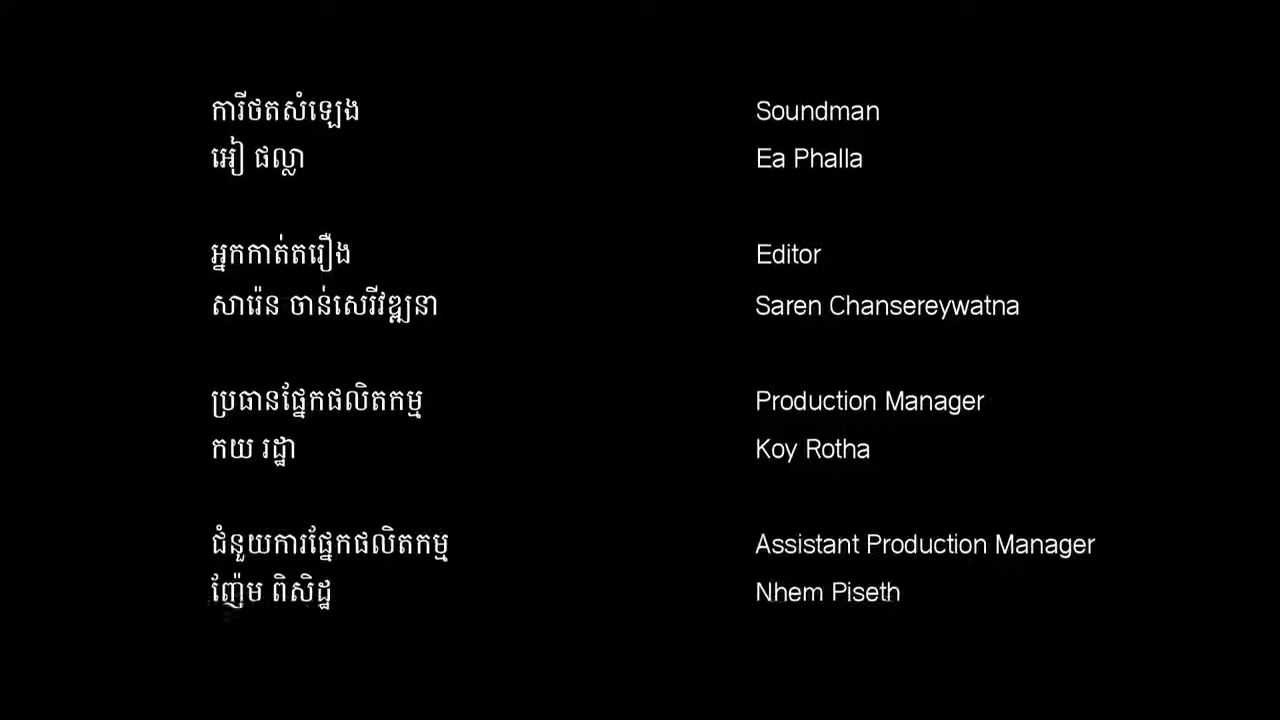 ការីថតសំឡេង
Soundman
អៀ ផល្លា
Ea Phalla
អ្នកកាត់តរឿង
Editor
សារ៉េន ចាន់សេរីវឌ្ឍនា
Saren Chansereywatna
ប្រធានផ្នែកផលិតកម្ម
Production Manager
កយ រដ្ឋា
Koy Rotha
ជំនួយការផ្នែកផលិតកម្ម
Assistant Production Manager
ញ៉ែម ពិសិដ្ឋ
Nhem Piseth